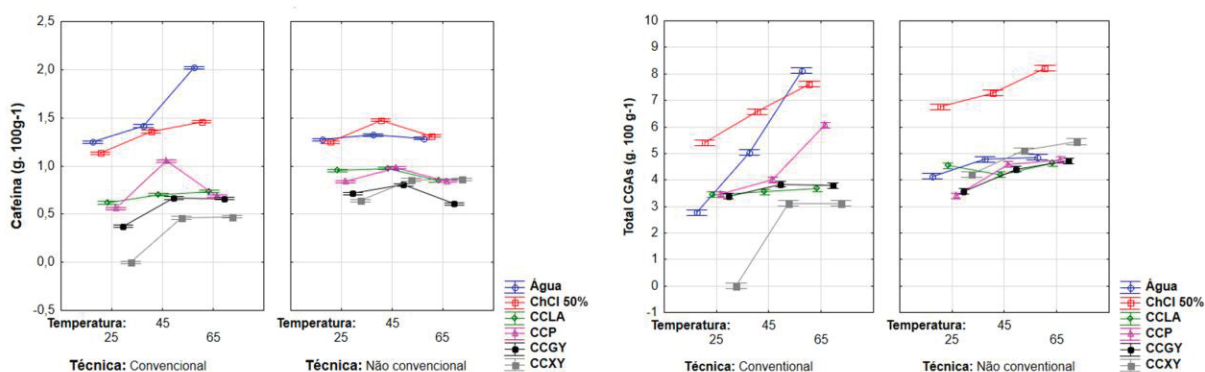 Cafeína (g. 100g-1)
2,5
2,0
1,5
1,0
0,5
0,0
-0,5
Temperatura: 45 45
25 65 25 65
Técnica: Convencional
Técnica: Não convencional
Água
ChCl 50%
CCLA
CCP
CCGY
CCXY
Total CGAs (g. 100 g-1)
10
9
8
7
6
5
4
3
2
1
0
-1
Temperatura: 45 45
25 65 25 65
Técnica: Conventional
Técnica: Não conventional
Água
ChCl 50%
CCLA
CCP
CCGY
CCXY